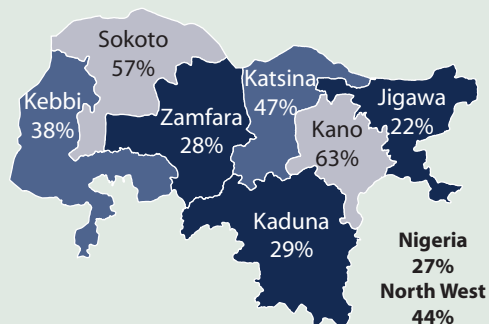 Sokoto
57%
Kebbi
38%
Zamfara
28%
Katsina
47%
Jigawa
22%
Kano
63%
Kaduna
29%
Nigeria
27%
North West
44%